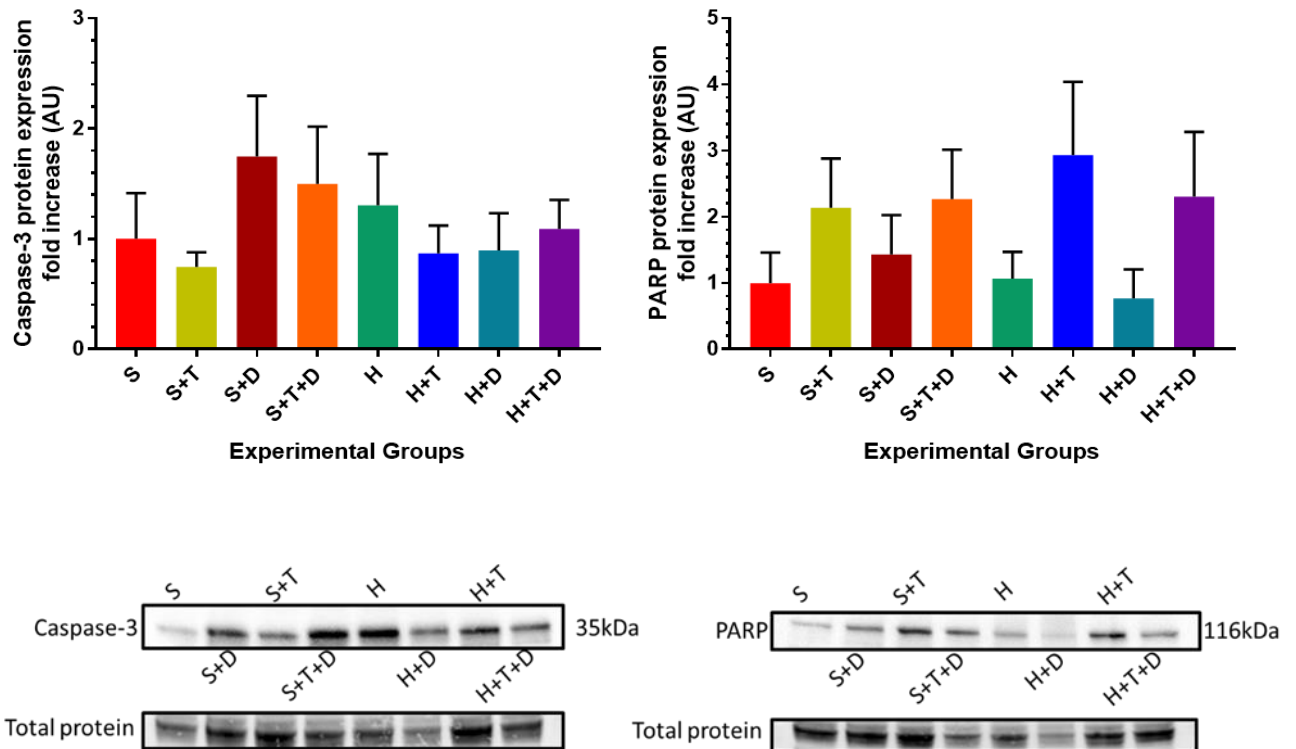 Caspase-3 protein expression
fold increase (AU)
3
2
1
0
S
S+T
S+D
S+T+D
H
H+T
H+D
H+T+D
Experimental Groups
PARP protein expression
fold increase (AU)
5
4
3
2
1
0
S
S+T
S+D
S+T+D
H
H+T
H+D
H+T+D
Experimental Groups
S S+T H H+T
Caspase-3 35kDa
S+D S+T+D H+D H+T+D
Total protein
S S+T H H+T
PARP 116kDa
S+D S+T+D H+D H+T+D
Total protein